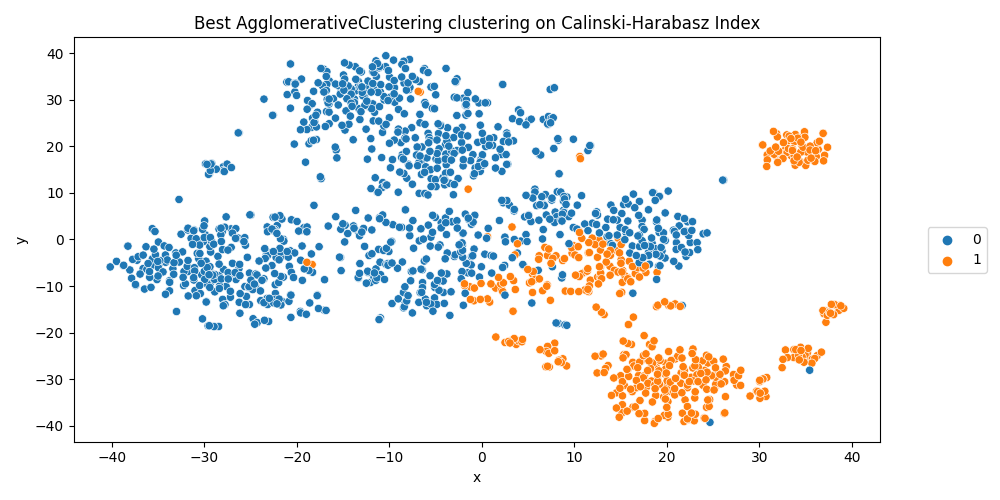 Best AgglomerativeClustering clustering on Calinski-Harabasz Index
40
30
20
10
0
−10
−20
−30
−40
y
−40 −30 −20 −10 0 10 20 30 40
x
0
1